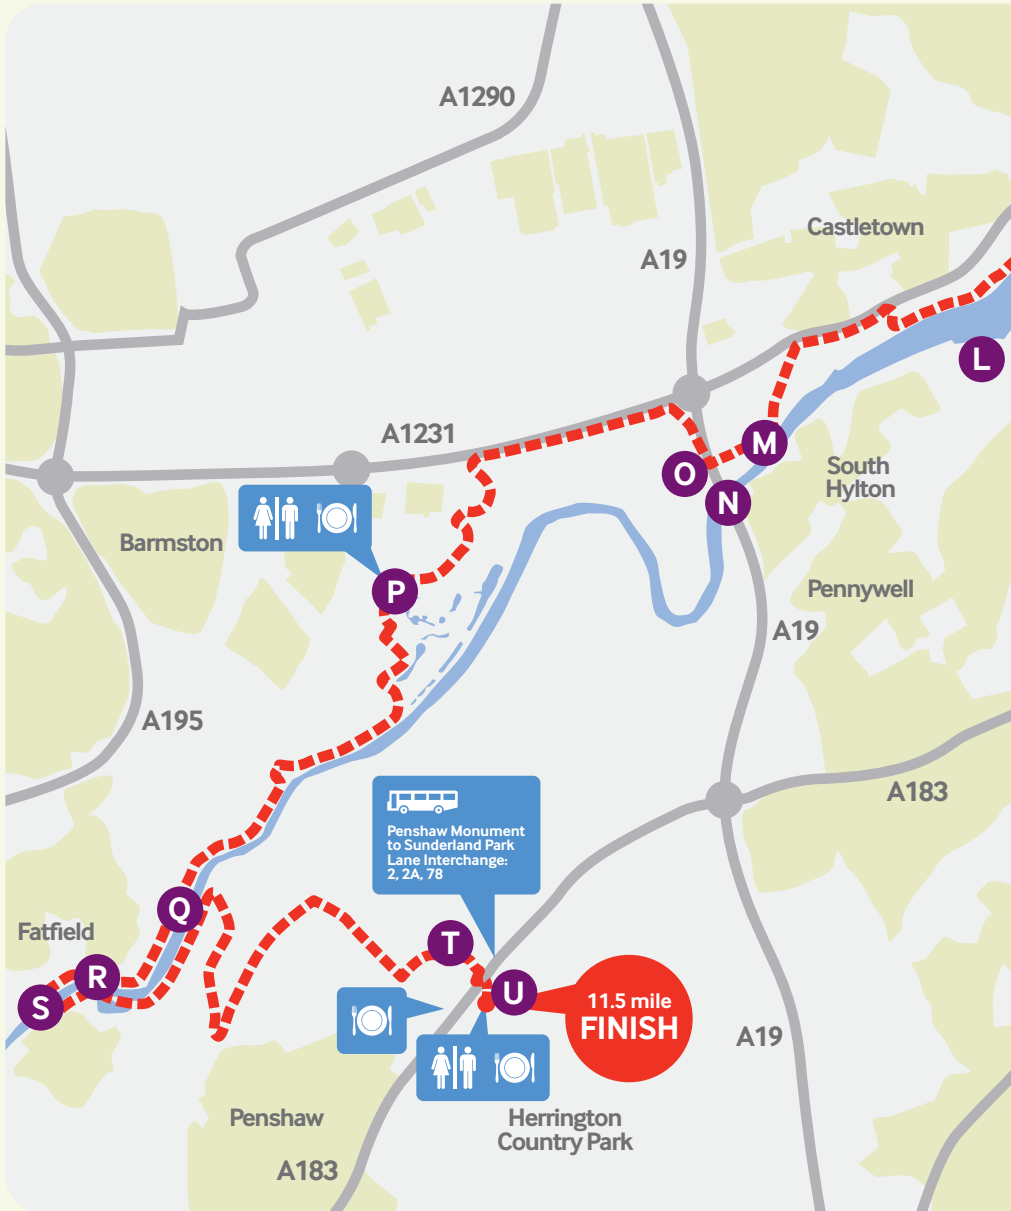 A1290
Castletown
A19
L
A1231
M
O
South
Hylton
N
Barmston
Pennywell
P
A19
A195
A183
Penshaw Monument
to Sunderland Park
Lane Interchange:
2, 2A, 78
Q
Fatfield
T
R
U
S
11.5 mile
FINISH
A19
Penshaw
Herrington
Country Park
A183